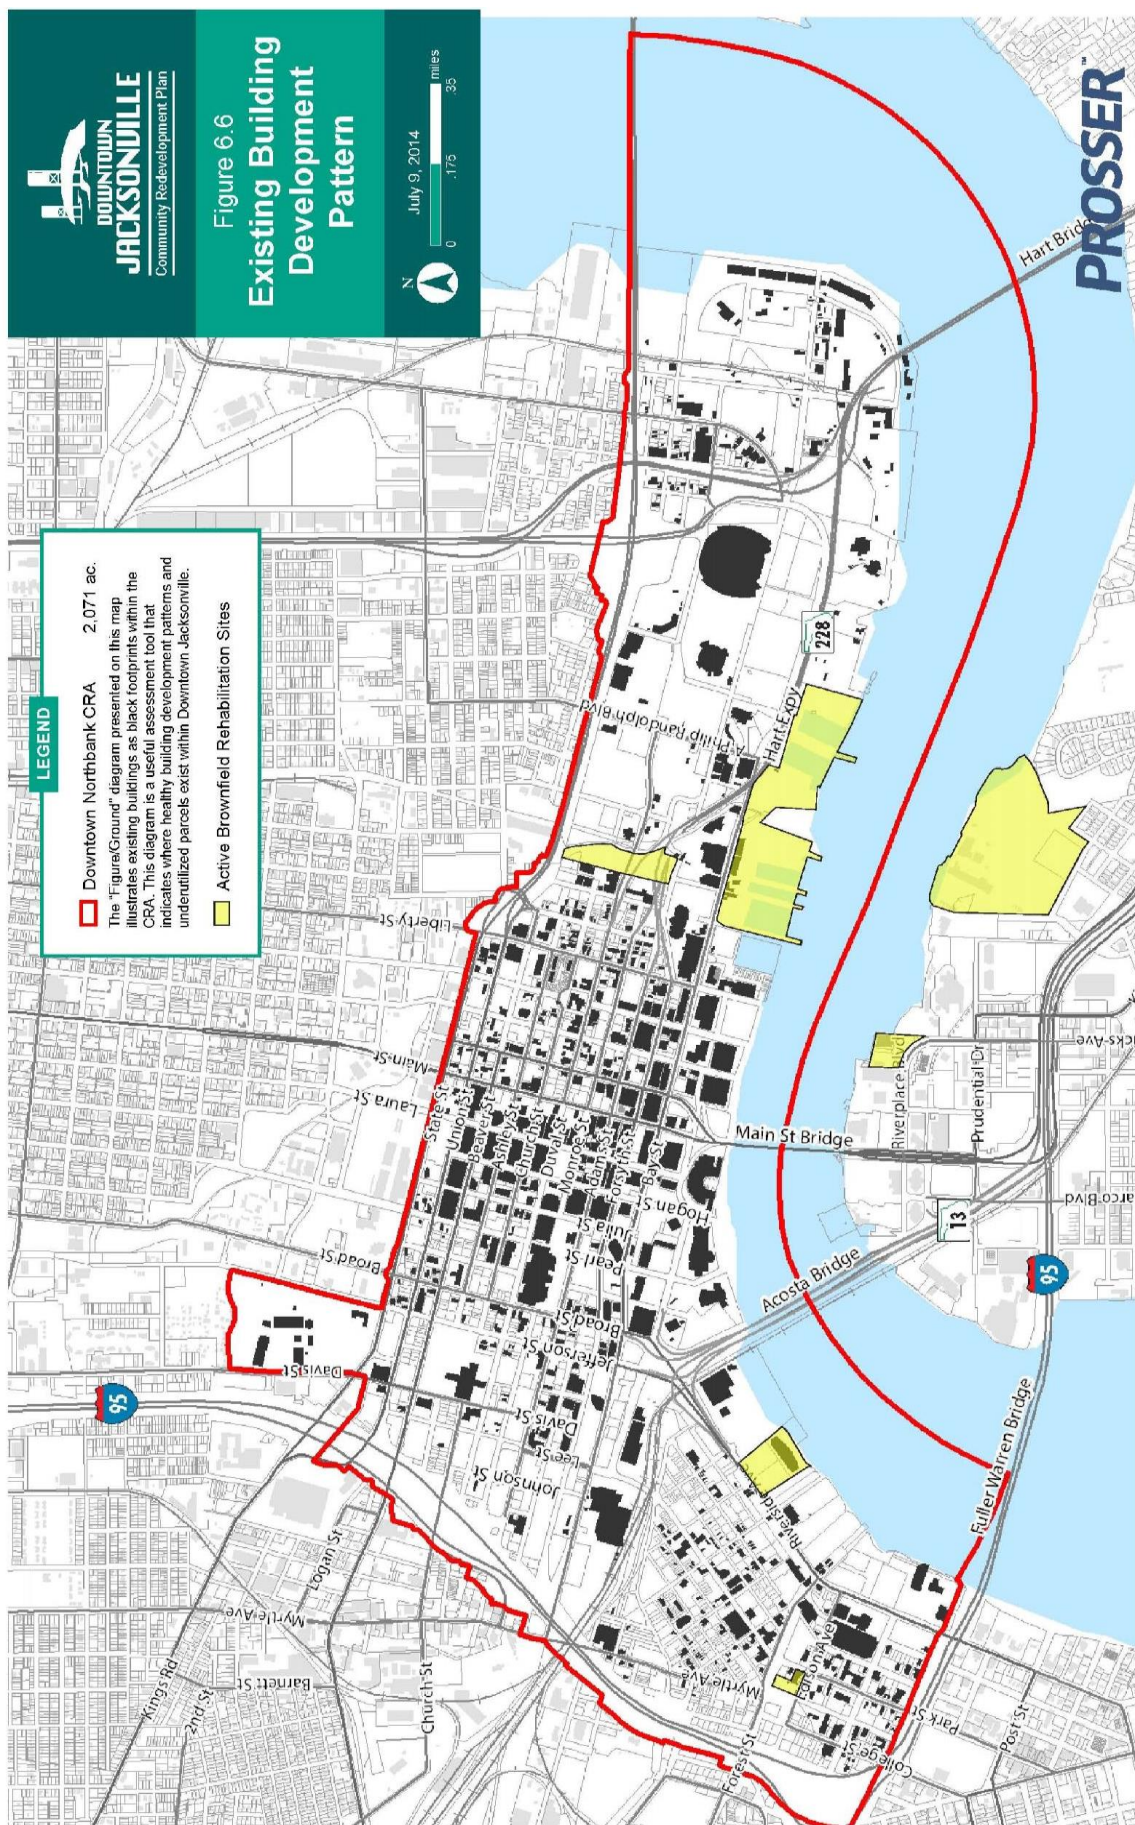 DOWNTOWN
JACKSONVILLE
Community Redevelopment Plan
Figure 6.6
Existing Building
Development
Pattern
July 9, 2014
N
0 .175 .35 miles
LEGEND
Downtown Northbank CRA 2,071 ac.
The "Figure/Ground" diagram presented on this map
illustrates existing buildings as black footprints within the
CRA. This diagram is a useful assessment tool that
indicates where healthy building development patterns and
underutilized parcels exist within Downtown Jacksonville.
Active Brownfield Rehabilitation Sites
PROSSER™
Kings Rd
2nd St
Barnett St
Myrtle Ave
Logan St
Church St
95
Davis St
Broad St
Laura St
Main St
Liberty St
State St
Union St
Beaver St
Ashley St
Church St
Duval St
Monroe St
Adams St
Forsyth St
Bay St
Hogan St
Julia St
Pearl St
Broad St
Jefferson St
Davis St
Lee St
Johnson St
A Philip Randolph Blvd
Hart Expy
228
Hart Bridge
Main St Bridge
Acosta Bridge
Fuller Warren Bridge
Riverplace Blvd
Prudential Dr
13
95
Myrtle Ave
Forest St
College St
Park St
Post St